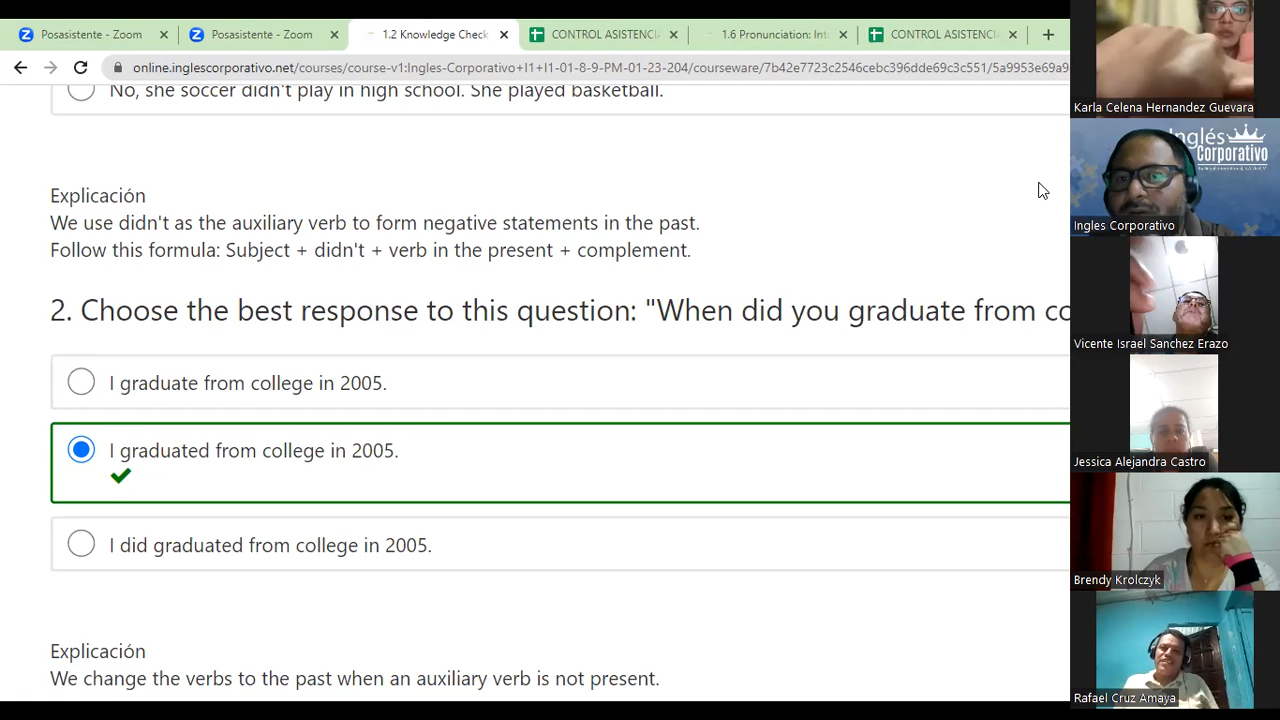 Posasistente - Zoom
Posasistente - Zoom
1.2 Knowledge Check
CONTROL ASISTENCIA
1.6 Pronunciation: Int
CONTROL ASISTENCIA
online.inglescorporativo.net/courses/course-v1:Ingles-Corporativo+I1+I1-01-8-9-PM-01-23-204/courseware/7b42e7723c2546cebc396dde69c3c551/5a9953e69a9
No, she soccer didn't play in high school. She played basketball.
Explicación
We use didn't as the auxiliary verb to form negative statements in the past.
Follow this formula: Subject + didn't + verb in the present + complement.
2. Choose the best response to this question: "When did you graduate from co
I graduate from college in 2005.
I graduated from college in 2005.
I did graduated from college in 2005.
Explicación
We change the verbs to the past when an auxiliary verb is not present.
Karla Celena Hernandez Guevara
Inglés
Corporativo
Ingles Corporativo
Vicente Israel Sanchez Erazo
Jessica Alejandra Castro
Brendy Krolczyk
Rafael Cruz Amaya